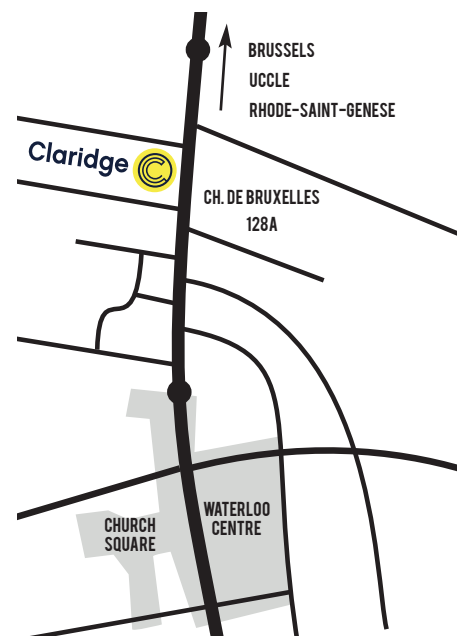 BRUSSELS
UCCLE
RHODE-SAINT-GENESE
Claridge
CH. DE BRUXELLES
128A
WATERLOO
CENTRE
CHURCH
SQUARE